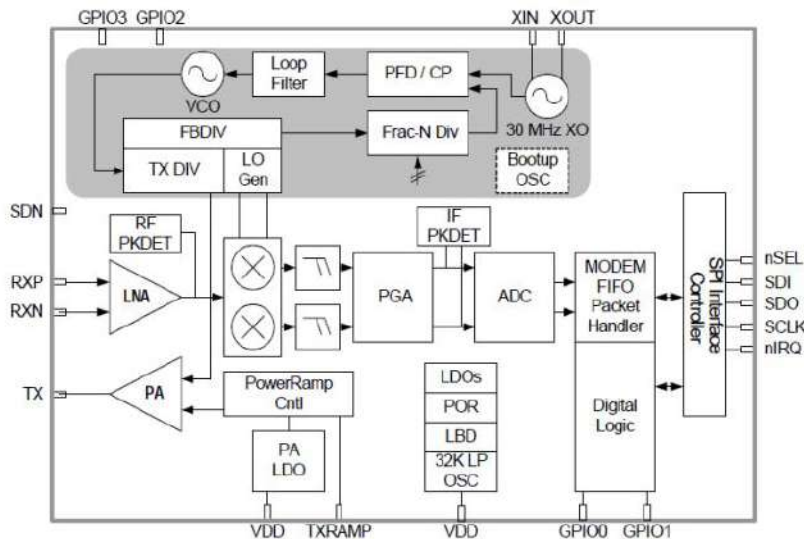 GPIO3 GPIO2
XIN XOUT
Loop
Filter
PFD / CP
VCO
30 MHz XO
FBDIV
Frac-N Div
TX DIV
LO
Gen
Bootup
OSC
SDN
RF
PKDET
IF
PKDET
RXP
RXN
LNA
PGA
ADC
MODEM
FIFO
Packet
Handler
SPI Interface
Controller
nSEL
SDI
SDO
SCLK
nIRQ
TX
PA
PowerRamp
Cntl
PA
LDO
LDOs
POR
LBD
32K LP
OSC
Digital
Logic
VDD TXRAMP
VDD
GPIO0 GPIO1